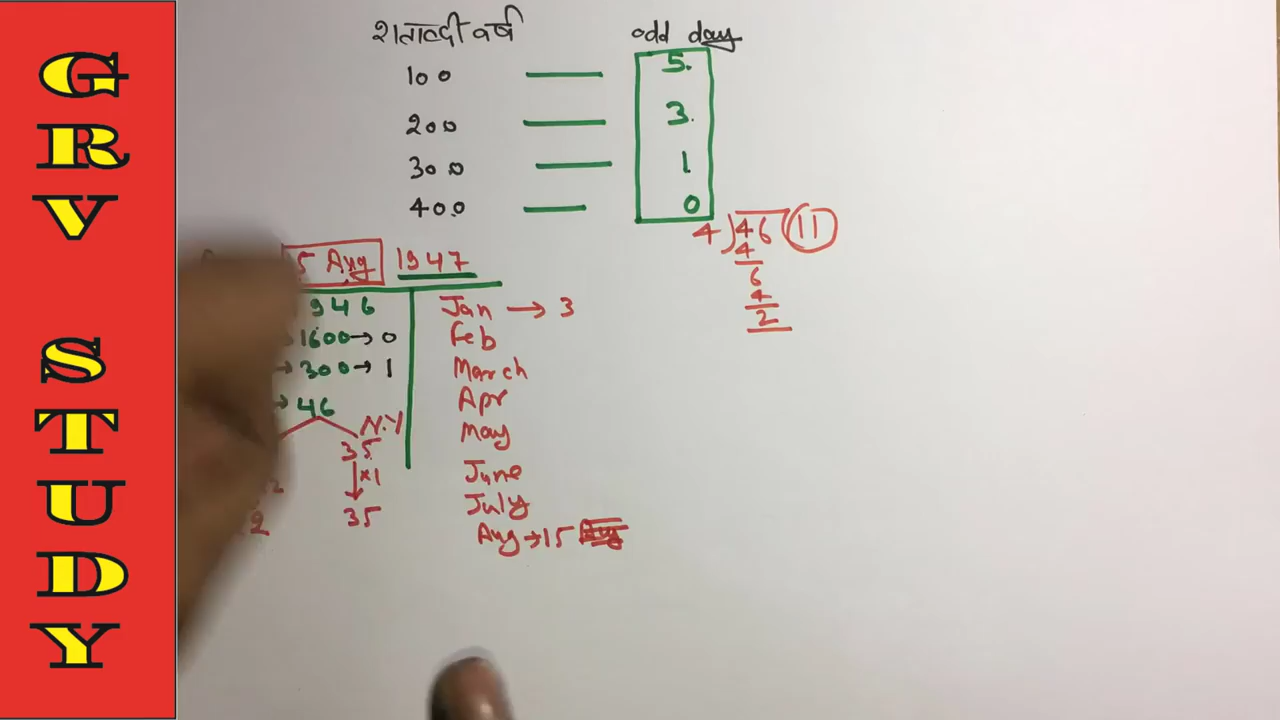 GRV STUDY
शताब्दी वर्ष odd day
100 — 5.
200 — 3.
300 — 1
400 — 0
4)46(11
4
6
4
2
5 Aug 1947
946
1600→0
300→1
→ 46
N.Y
35
×1
35
2
Jan → 3
Feb
March
Apr
May
June
July
Aug→15